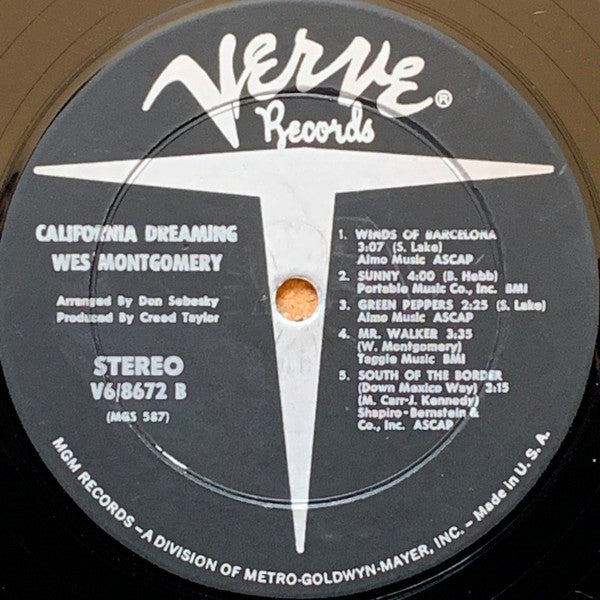 Verve®
Records
CALIFORNIA DREAMING
WES MONTGOMERY
Arranged By Don Sebesky
Produced By Creed Taylor
STEREO
V6/8672 B
(MGS 587)
1. WINDS OF BARCELONA
3:07 (S. Lake)
Almo Music ASCAP
2. SUNNY 4:00 (B. Hebb)
Portable Music Co., Inc. BMI
3. GREEN PEPPERS 2:25 (S. Lake)
Almo Music ASCAP
4. MR. WALKER 3:35
(W. Montgomery)
Taggie Music BMI
5. SOUTH OF THE BORDER
(Down Mexico Way) 3:15
(M. Carr-J. Kennedy)
Shapiro-Bernstein &
Co., Inc. ASCAP
MGM RECORDS – A DIVISION OF METRO-GOLDWYN-MAYER, INC. – Made in U.S.A.